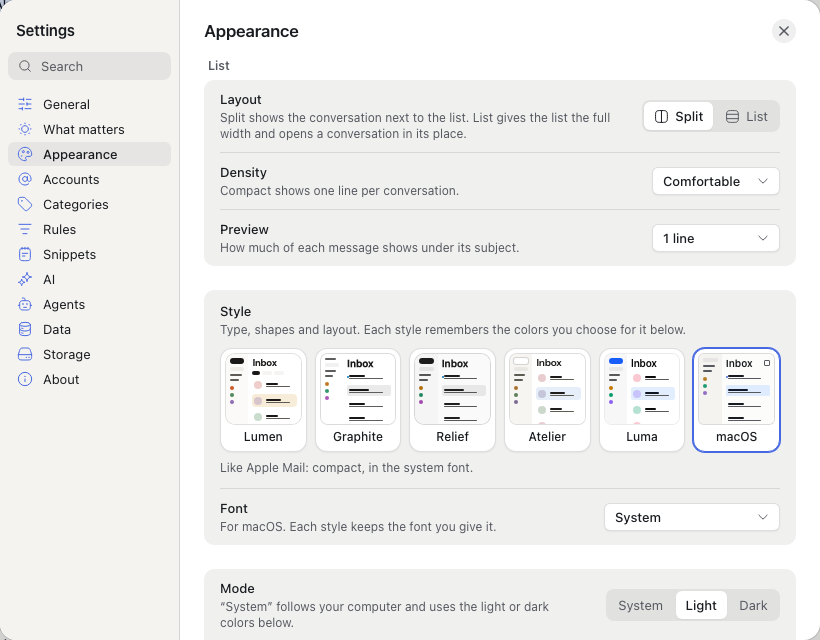 Settings
Search
General
What matters
Appearance
Accounts
Categories
Rules
Snippets
AI
Agents
Data
Storage
About
Appearance
List
Layout
Split shows the conversation next to the list. List gives the list the full
width and opens a conversation in its place.
Split
List
Density
Compact shows one line per conversation.
Comfortable
Preview
How much of each message shows under its subject.
1 line
Style
Type, shapes and layout. Each style remembers the colors you choose for it below.
Inbox
Inbox
Inbox
Inbox
Inbox
Inbox
Lumen
Graphite
Relief
Atelier
Luma
macOS
Like Apple Mail: compact, in the system font.
Font
For macOS. Each style keeps the font you give it.
System
Mode
“System” follows your computer and uses the light or dark
colors below.
System
Light
Dark